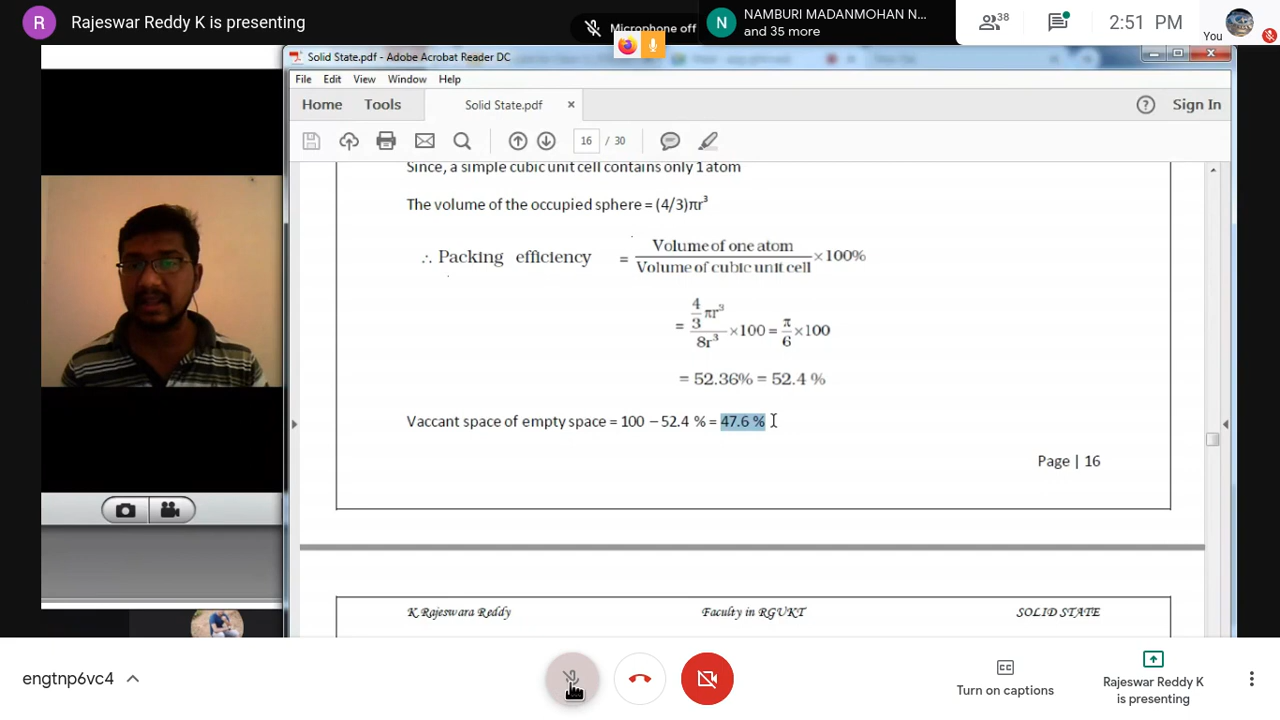 R Rajeswar Reddy K is presenting
Microphone off
N NAMBURI MADANMOHAN N...
and 35 more
38
2:51 PM
You
Solid State.pdf - Adobe Acrobat Reader DC
File Edit View Window Help
Home Tools Solid State.pdf × ? Sign In
16 / 30
Since, a simple cubic unit cell contains only 1 atom
The volume of the occupied sphere = (4/3)πr³
∴ Packing efficiency = Volume of one atom / Volume of cubic unit cell ×100%
= 4/3 πr³ / 8r³ ×100 = π/6 ×100
= 52.36% = 52.4 %
Vaccant space of empty space = 100 – 52.4 % = 47.6 %
Page | 16
K.Rajeswara Reddy Faculty in RGUKT SOLID STATE
engtnp6vc4
Turn on captions
Rajeswar Reddy K
is presenting